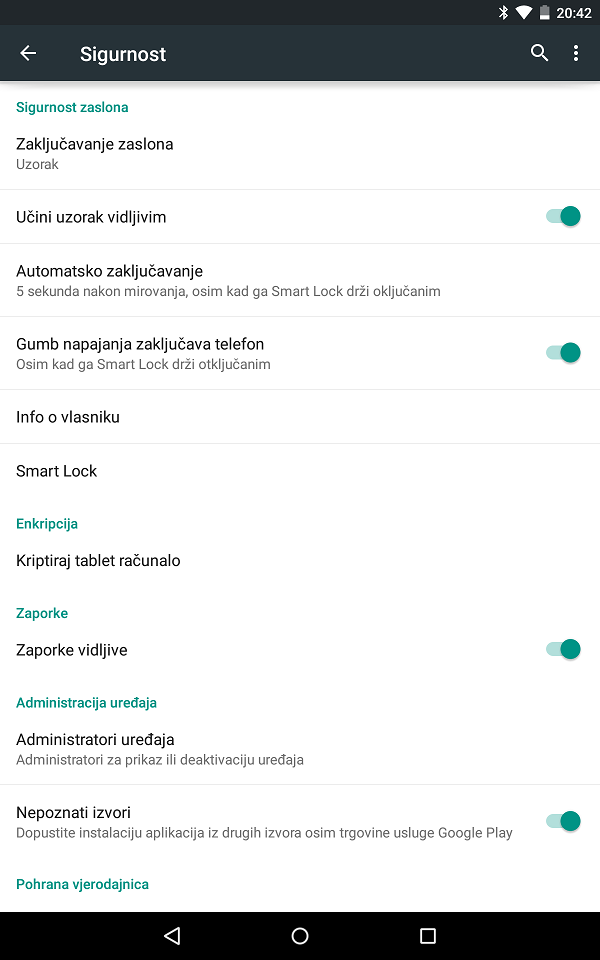 20:42
Sigurnost
Sigurnost zaslona
Zaključavanje zaslona
Uzorak
Učini uzorak vidljivim
Automatsko zaključavanje
5 sekunda nakon mirovanja, osim kad ga Smart Lock drži oključanim
Gumb napajanja zaključava telefon
Osim kad ga Smart Lock drži otključanim
Info o vlasniku
Smart Lock
Enkripcija
Kriptiraj tablet računalo
Zaporke
Zaporke vidljive
Administracija uređaja
Administratori uređaja
Administratori za prikaz ili deaktivaciju uređaja
Nepoznati izvori
Dopustite instalaciju aplikacija iz drugih izvora osim trgovine usluge Google Play
Pohrana vjerodajnica